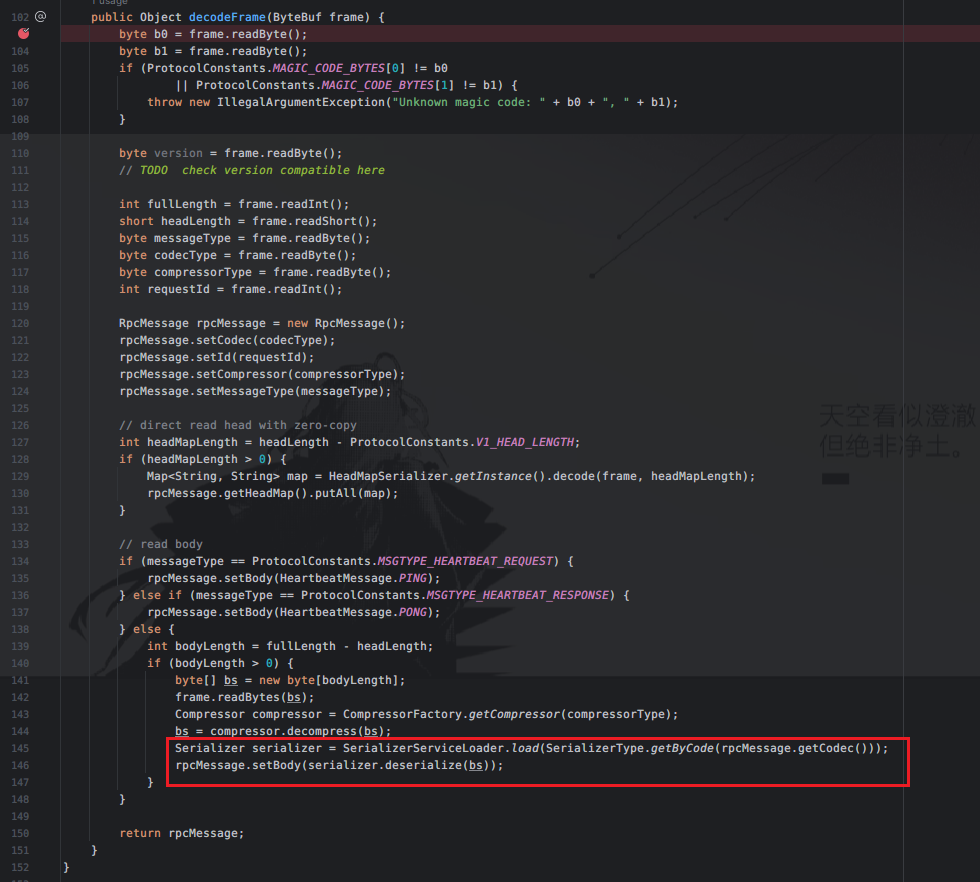 1 usage
102 @ public Object decodeFrame(ByteBuf frame) {
byte b0 = frame.readByte();
104 byte b1 = frame.readByte();
105 if (ProtocolConstants.MAGIC_CODE_BYTES[0] != b0
106 || ProtocolConstants.MAGIC_CODE_BYTES[1] != b1) {
107 throw new IllegalArgumentException("Unknown magic code: " + b0 + ", " + b1);
108 }
109
110 byte version = frame.readByte();
111 // TODO  check version compatible here
112
113 int fullLength = frame.readInt();
114 short headLength = frame.readShort();
115 byte messageType = frame.readByte();
116 byte codecType = frame.readByte();
117 byte compressorType = frame.readByte();
118 int requestId = frame.readInt();
119
120 RpcMessage rpcMessage = new RpcMessage();
121 rpcMessage.setCodec(codecType);
122 rpcMessage.setId(requestId);
123 rpcMessage.setCompressor(compressorType);
124 rpcMessage.setMessageType(messageType);
125
126 // direct read head with zero-copy
127 int headMapLength = headLength - ProtocolConstants.V1_HEAD_LENGTH;
128 if (headMapLength > 0) {
129 Map<String, String> map = HeadMapSerializer.getInstance().decode(frame, headMapLength);
130 rpcMessage.getHeadMap().putAll(map);
131 }
132
133 // read body
134 if (messageType == ProtocolConstants.MSGTYPE_HEARTBEAT_REQUEST) {
135 rpcMessage.setBody(HeartbeatMessage.PING);
136 } else if (messageType == ProtocolConstants.MSGTYPE_HEARTBEAT_RESPONSE) {
137 rpcMessage.setBody(HeartbeatMessage.PONG);
138 } else {
139 int bodyLength = fullLength - headLength;
140 if (bodyLength > 0) {
141 byte[] bs = new byte[bodyLength];
142 frame.readBytes(bs);
143 Compressor compressor = CompressorFactory.getCompressor(compressorType);
144 bs = compressor.decompress(bs);
145 Serializer serializer = SerializerServiceLoader.load(SerializerType.getByCode(rpcMessage.getCodec()));
146 rpcMessage.setBody(serializer.deserialize(bs));
147 }
148 }
149
150 return rpcMessage;
151 }
152 }
天空看似澄澈
但绝非净土。